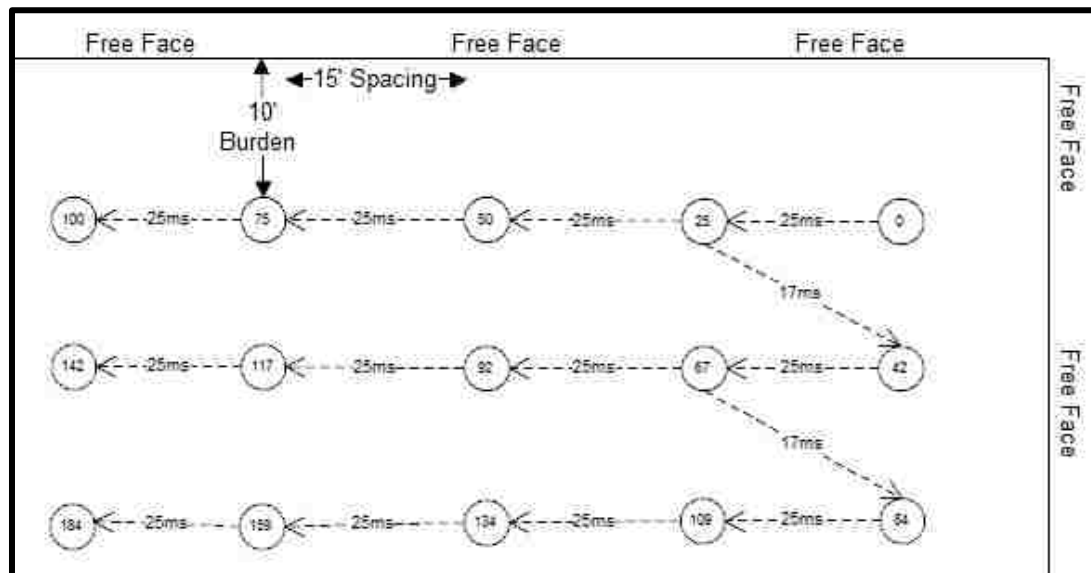 Free Face Free Face Free Face
15' Spacing
10'
Burden
Free Face
100 25ms 75 25ms 50 25ms 25 25ms 0
17ms
142 25ms 117 25ms 92 25ms 67 25ms 42
Free Face
17ms
184 25ms 159 25ms 134 25ms 109 25ms 84